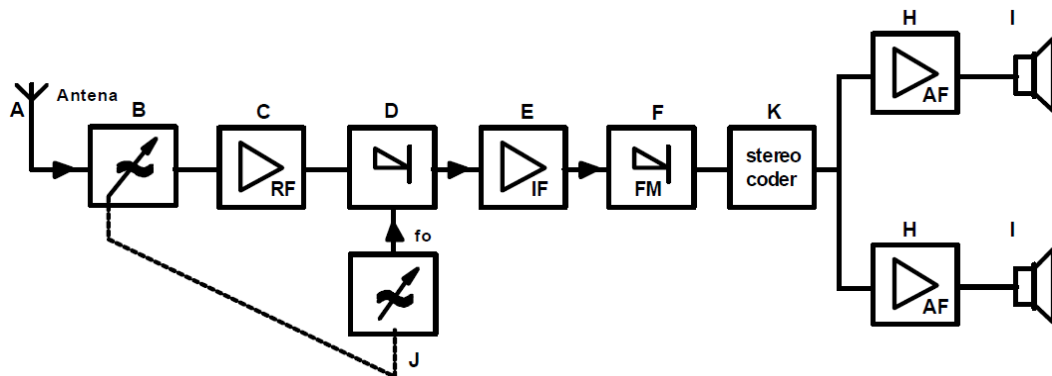 H I
A Antena B C D E F K
AF
RF IF FM
stereo
coder
fo
H I
J
AF